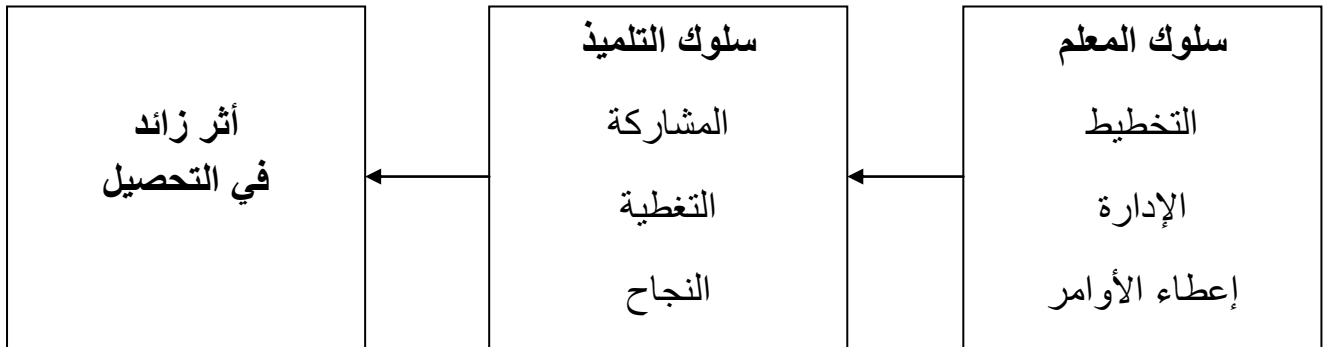 سلوك المعلم
التخطيط
الإدارة
إعطاء الأوامر
سلوك التلميذ
المشاركة
التغطية
النجاح
أثر زائد
في التحصيل